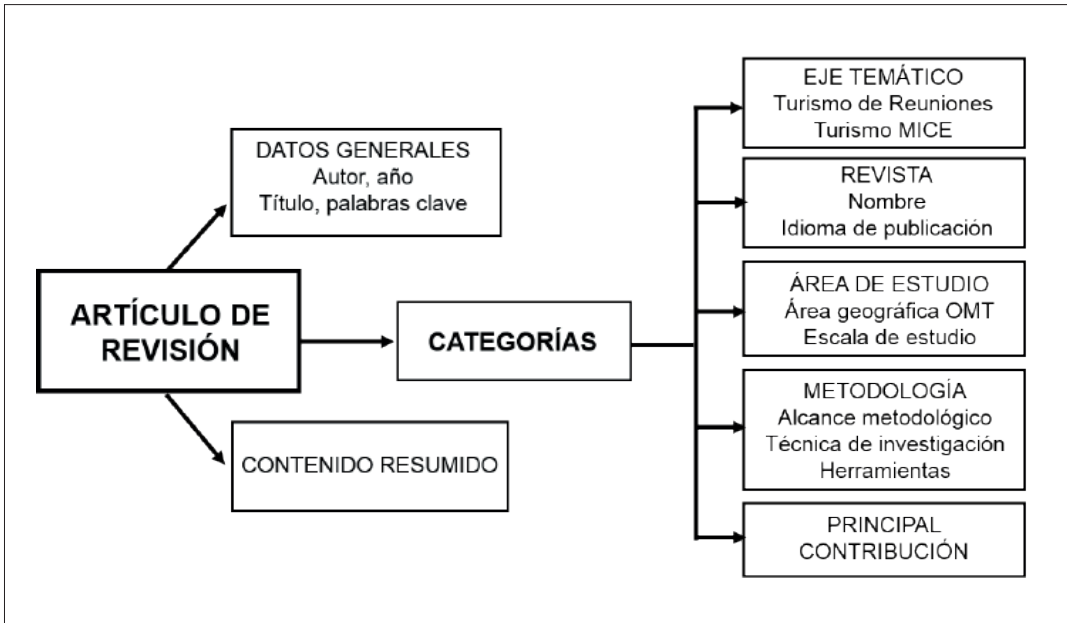 ARTÍCULO DE
REVISIÓN
DATOS GENERALES
Autor, año
Título, palabras clave
CATEGORÍAS
CONTENIDO RESUMIDO
EJE TEMÁTICO
Turismo de Reuniones
Turismo MICE
REVISTA
Nombre
Idioma de publicación
ÁREA DE ESTUDIO
Área geográfica OMT
Escala de estudio
METODOLOGÍA
Alcance metodológico
Técnica de investigación
Herramientas
PRINCIPAL
CONTRIBUCIÓN